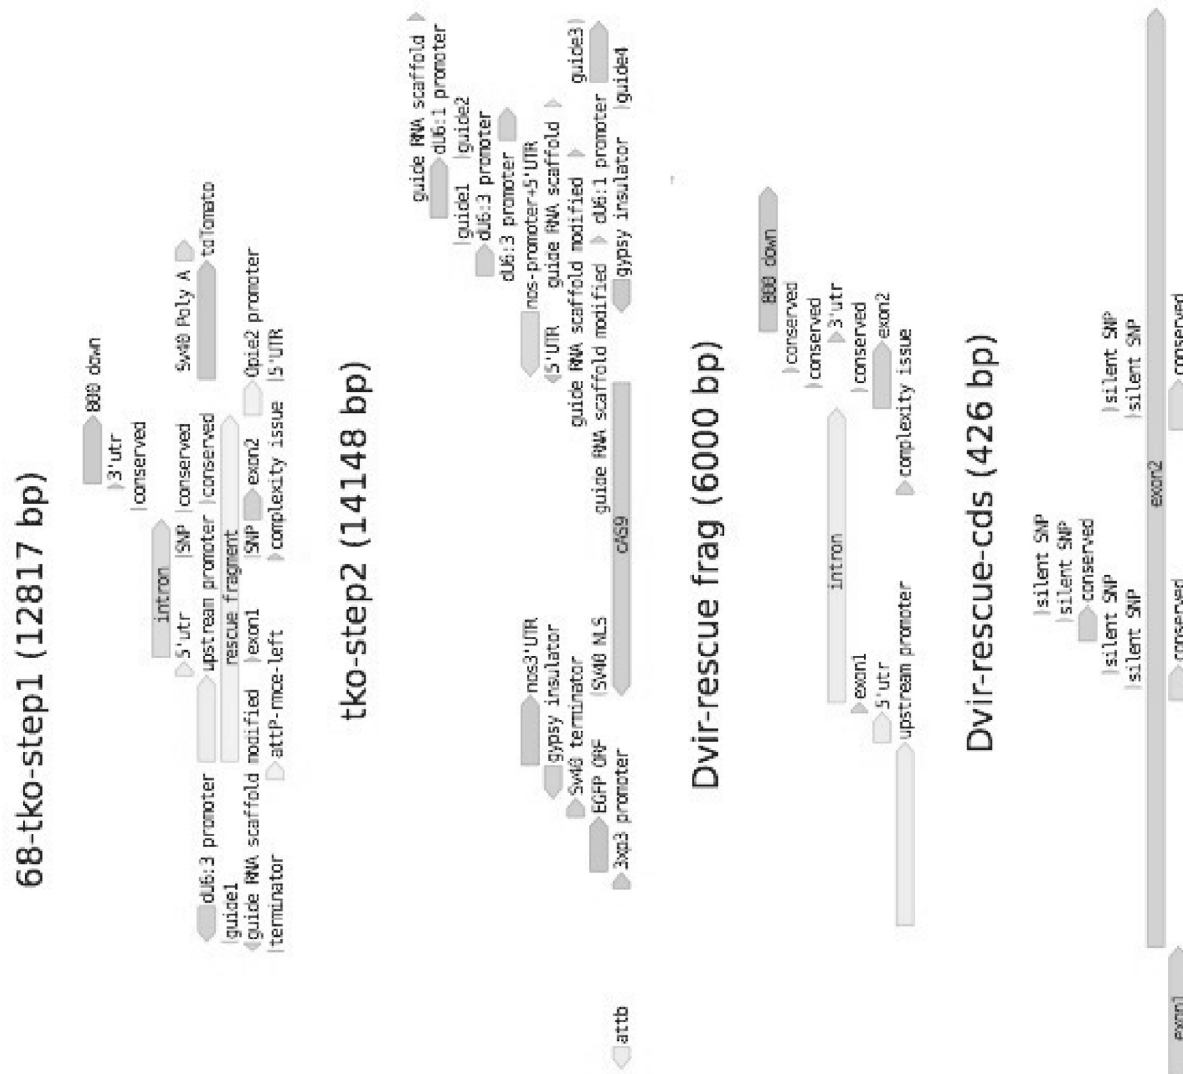 68-tko-step1 (12817 bp)
800 down
3'utr
conserved
intron
Sv40 Poly A
5'utr
SNP
conserved
tdTomato
dU6:3 promoter
upstream promoter
conserved
guide1
rescue fragment
Opie2 promoter
guide RNA scaffold modified
exon1
SNP
exon2
5'UTR
terminator
attP-mce-left
complexity issue
tko-step2 (14148 bp)
guide RNA scaffold
dU6:1 promoter
guide1
guide2
dU6:3 promoter
dU6:3 promoter
nos-promoter+5'UTR
nos3'UTR
5'UTR
guide RNA scaffold
gypsy insulator
guide RNA scaffold modified
guide3
Sv40 terminator
guide RNA scaffold modified
dU6:1 promoter
EGFP ORF
SV40 NLS
attb
3xp3 promoter
cAS9
gypsy insulator
guide4
Dvir-rescue frag (6000 bp)
800 down
conserved
conserved
intron
3'utr
exon1
conserved
5'utr
exon2
upstream promoter
complexity issue
Dvir-rescue-cds (426 bp)
silent SNP
silent SNP
conserved
silent SNP
silent SNP
silent SNP
silent SNP
exon2
exon1
conserved
conserved